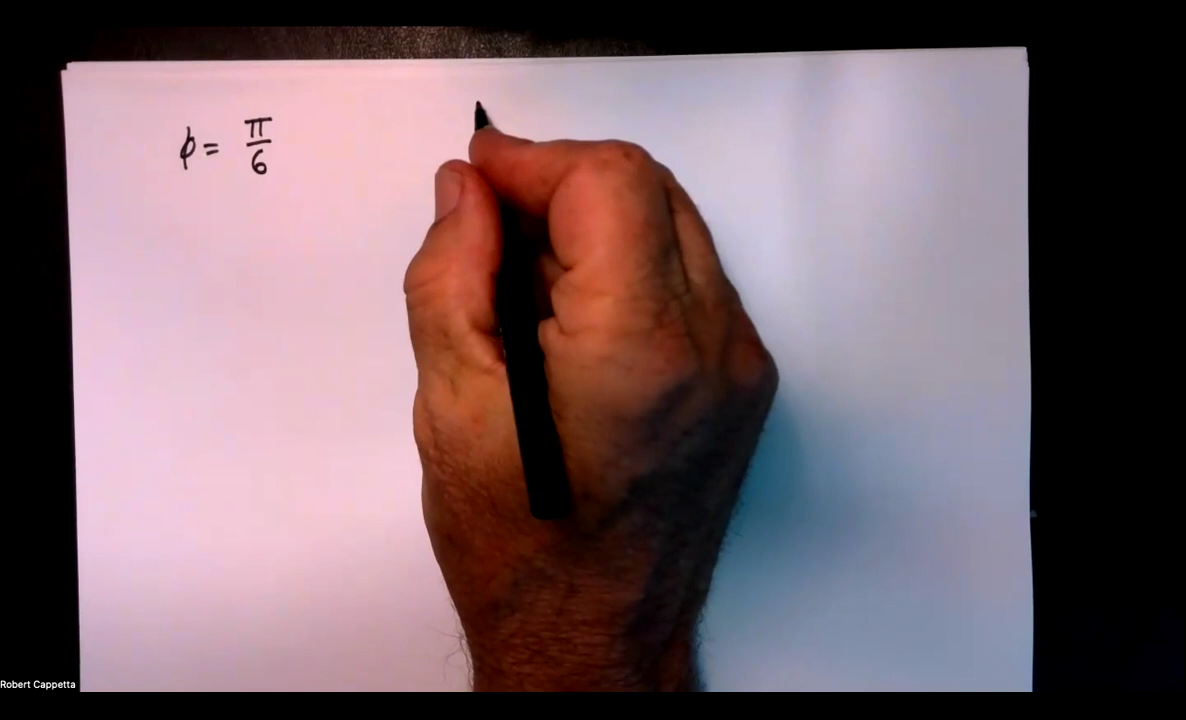 ϕ = π/6
Robert Cappetta